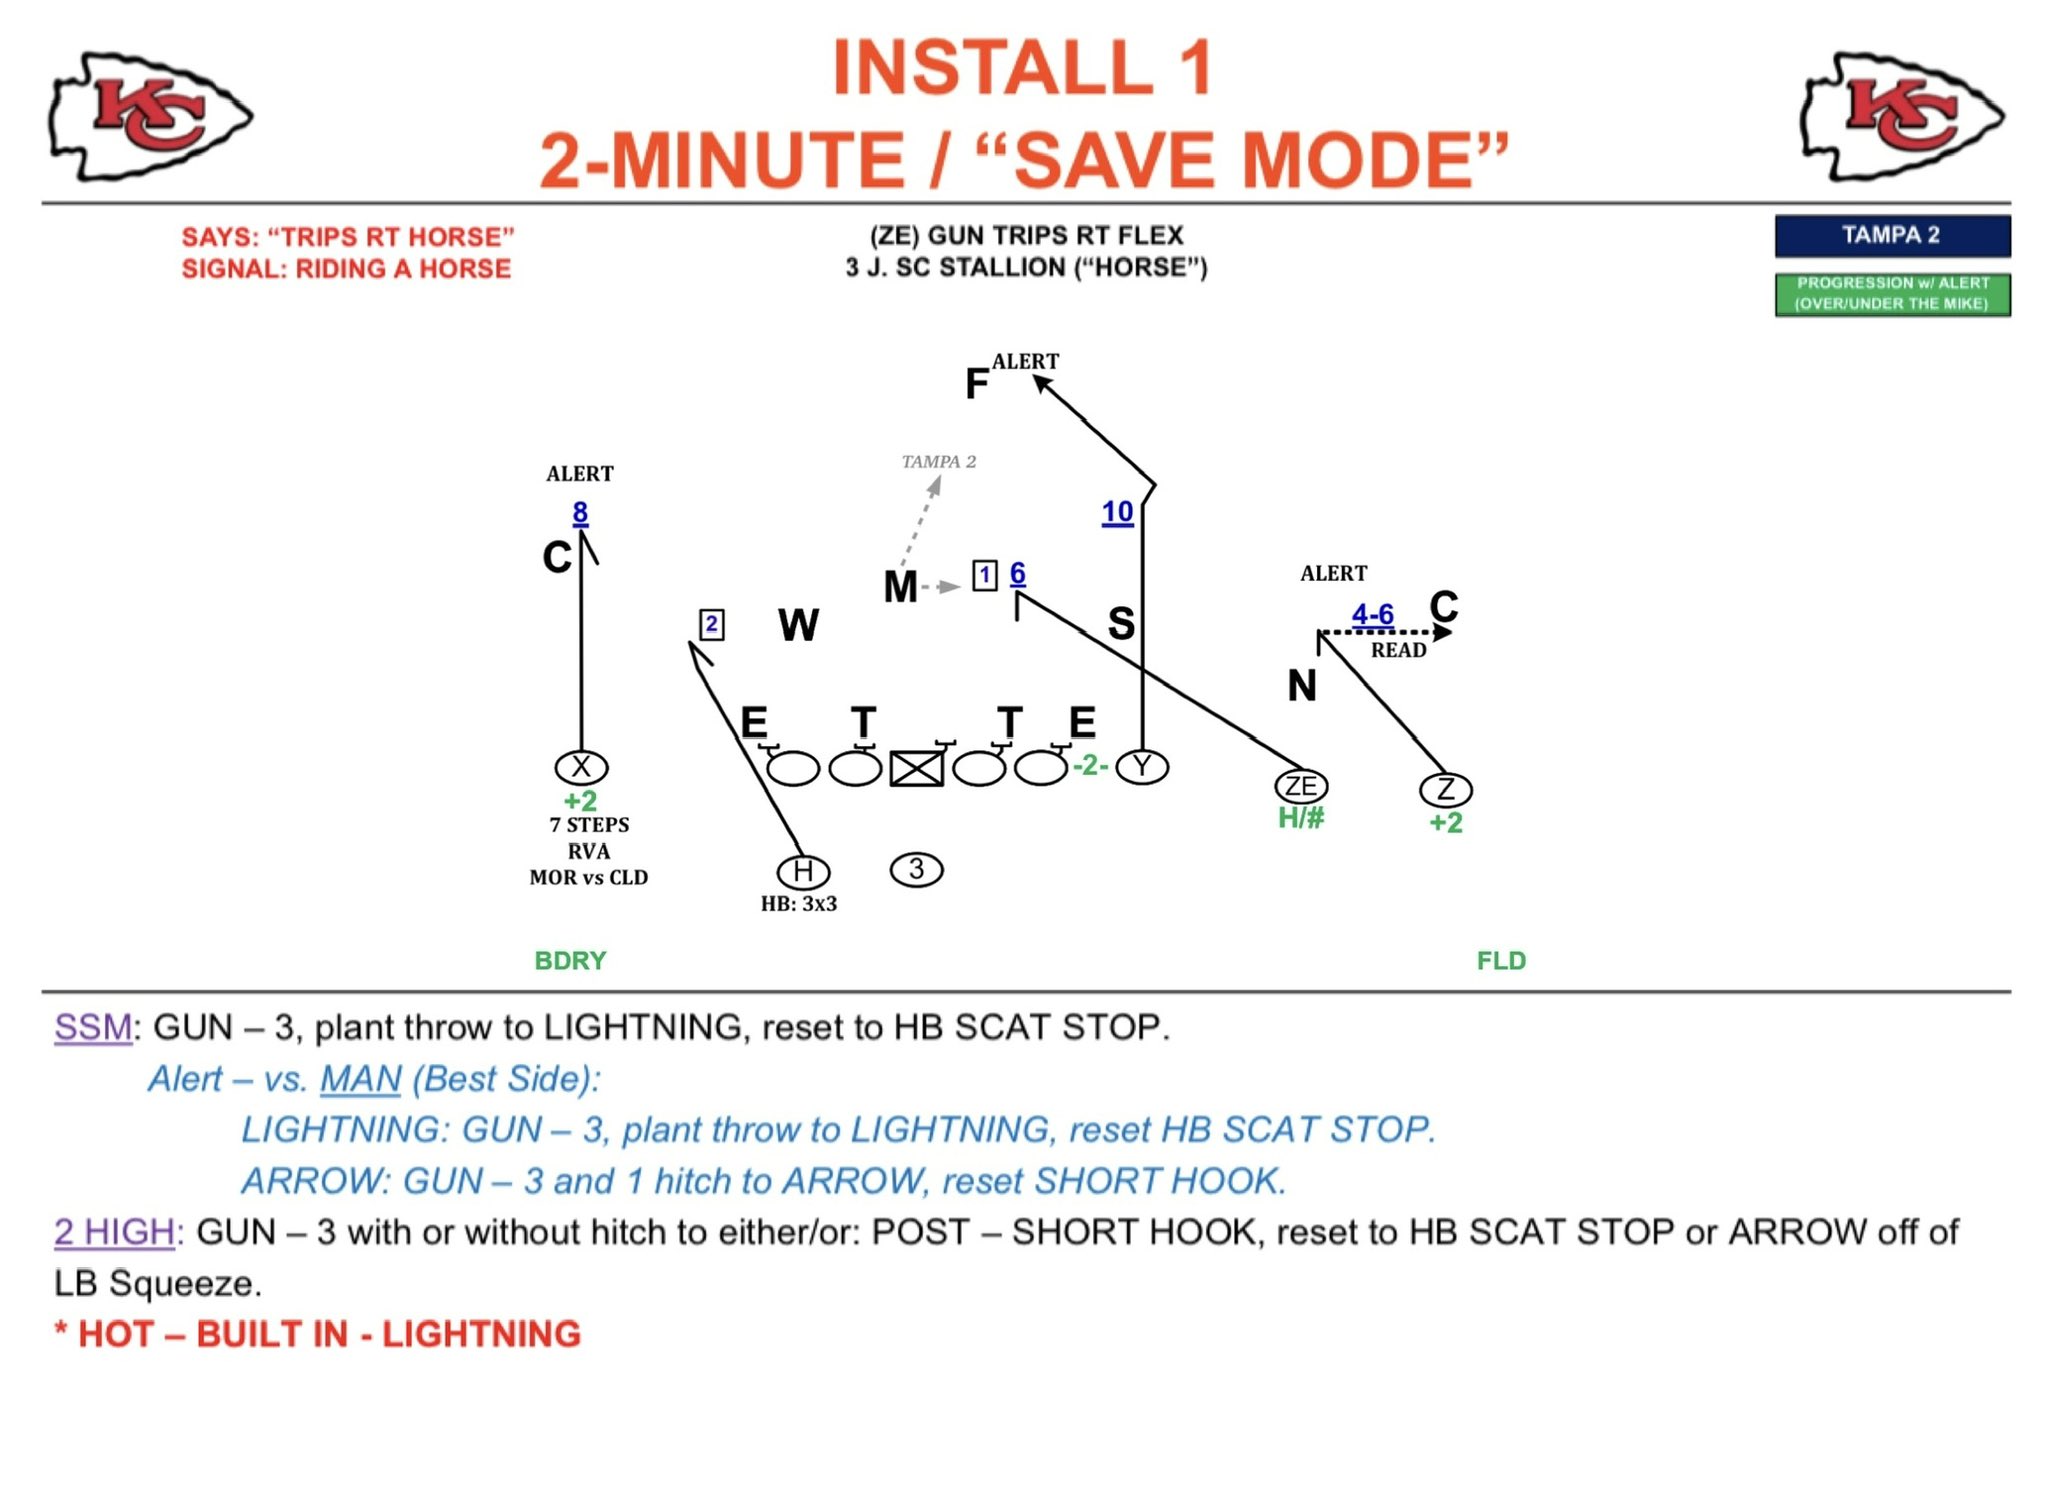 KC
INSTALL 1
KC
2-MINUTE / “SAVE MODE”
SAYS: “TRIPS RT HORSE”
SIGNAL: RIDING A HORSE
(ZE) GUN TRIPS RT FLEX
3 J. SC STALLION (“HORSE”)
TAMPA 2
PROGRESSION w/ ALERT
(OVER/UNDER THE MIKE)
F ALERT
ALERT
TAMPA 2
8
10
C
M
1 6
ALERT
2
W
S
4-6
C
READ
N
E
T
T
E
X
-2-
Y
ZE
Z
+2
H/#
+2
7 STEPS
RVA
MOR vs CLD
H
3
HB: 3x3
BDRY
FLD
SSM: GUN – 3, plant throw to LIGHTNING, reset to HB SCAT STOP.
Alert – vs. MAN (Best Side):
LIGHTNING: GUN – 3, plant throw to LIGHTNING, reset HB SCAT STOP.
ARROW: GUN – 3 and 1 hitch to ARROW, reset SHORT HOOK.
2 HIGH: GUN – 3 with or without hitch to either/or: POST – SHORT HOOK, reset to HB SCAT STOP or ARROW off of
LB Squeeze.
* HOT – BUILT IN - LIGHTNING